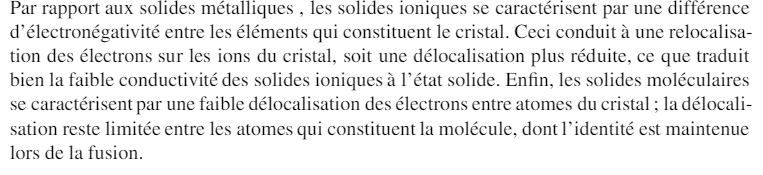 Par rapport aux solides métalliques , les solides ioniques se caractérisent par une différence
d'électronégativité entre les éléments qui constituent le cristal. Ceci conduit à une relocalisa-
tion des électrons sur les ions du cristal, soit une délocalisation plus réduite, ce que traduit
bien la faible conductivité des solides ioniques à l'état solide. Enfin, les solides moléculaires
se caractérisent par une faible délocalisation des électrons entre atomes du cristal ; la délocali-
sation reste limitée entre les atomes qui constituent la molécule, dont l'identité est maintenue
lors de la fusion.